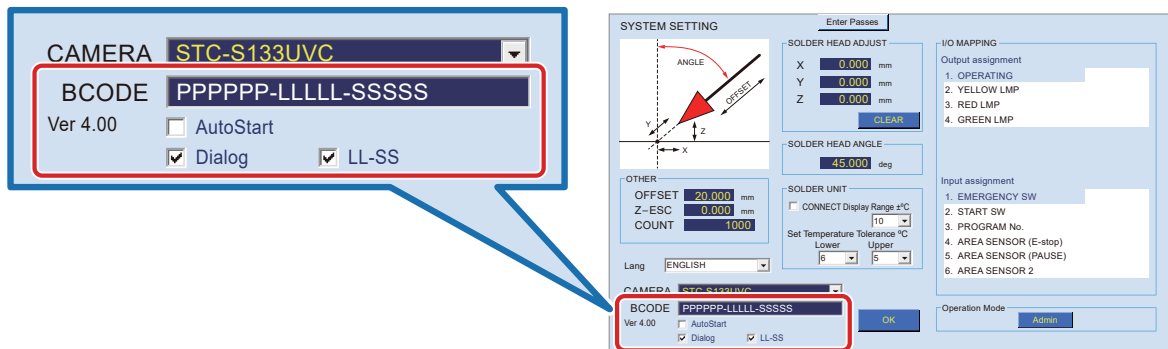 CAMERA STC-S133UVC
BCODE PPPPPP-LLLLL-SSSSS
Ver 4.00 AutoStart
Dialog LL-SS
SYSTEM SETTING
Enter Passes
ANGLE
OFFSET
Y
Z
X
SOLDER HEAD ADJUST
X 0.000 mm
Y 0.000 mm
Z 0.000 mm
CLEAR
SOLDER HEAD ANGLE
45.000 deg
I/O MAPPING
Output assignment
1. OPERATING
2. YELLOW LMP
3. RED LMP
4. GREEN LMP
Input assignment
1. EMERGENCY SW
2. START SW
3. PROGRAM No.
4. AREA SENSOR (E-stop)
5. AREA SENSOR (PAUSE)
6. AREA SENSOR 2
OTHER
OFFSET 20.000 mm
Z–ESC 0.000 mm
COUNT 1000
SOLDER UNIT
CONNECT Display Range ±ºC
10
Set Temperature Tolerance ºC
Lower Upper
6 5
Lang ENGLISH
CAMERA STC-S133UVC
BCODE PPPPPP-LLLLL-SSSSS
Ver 4.00 AutoStart
Dialog LL-SS
OK
Operation Mode
Admin